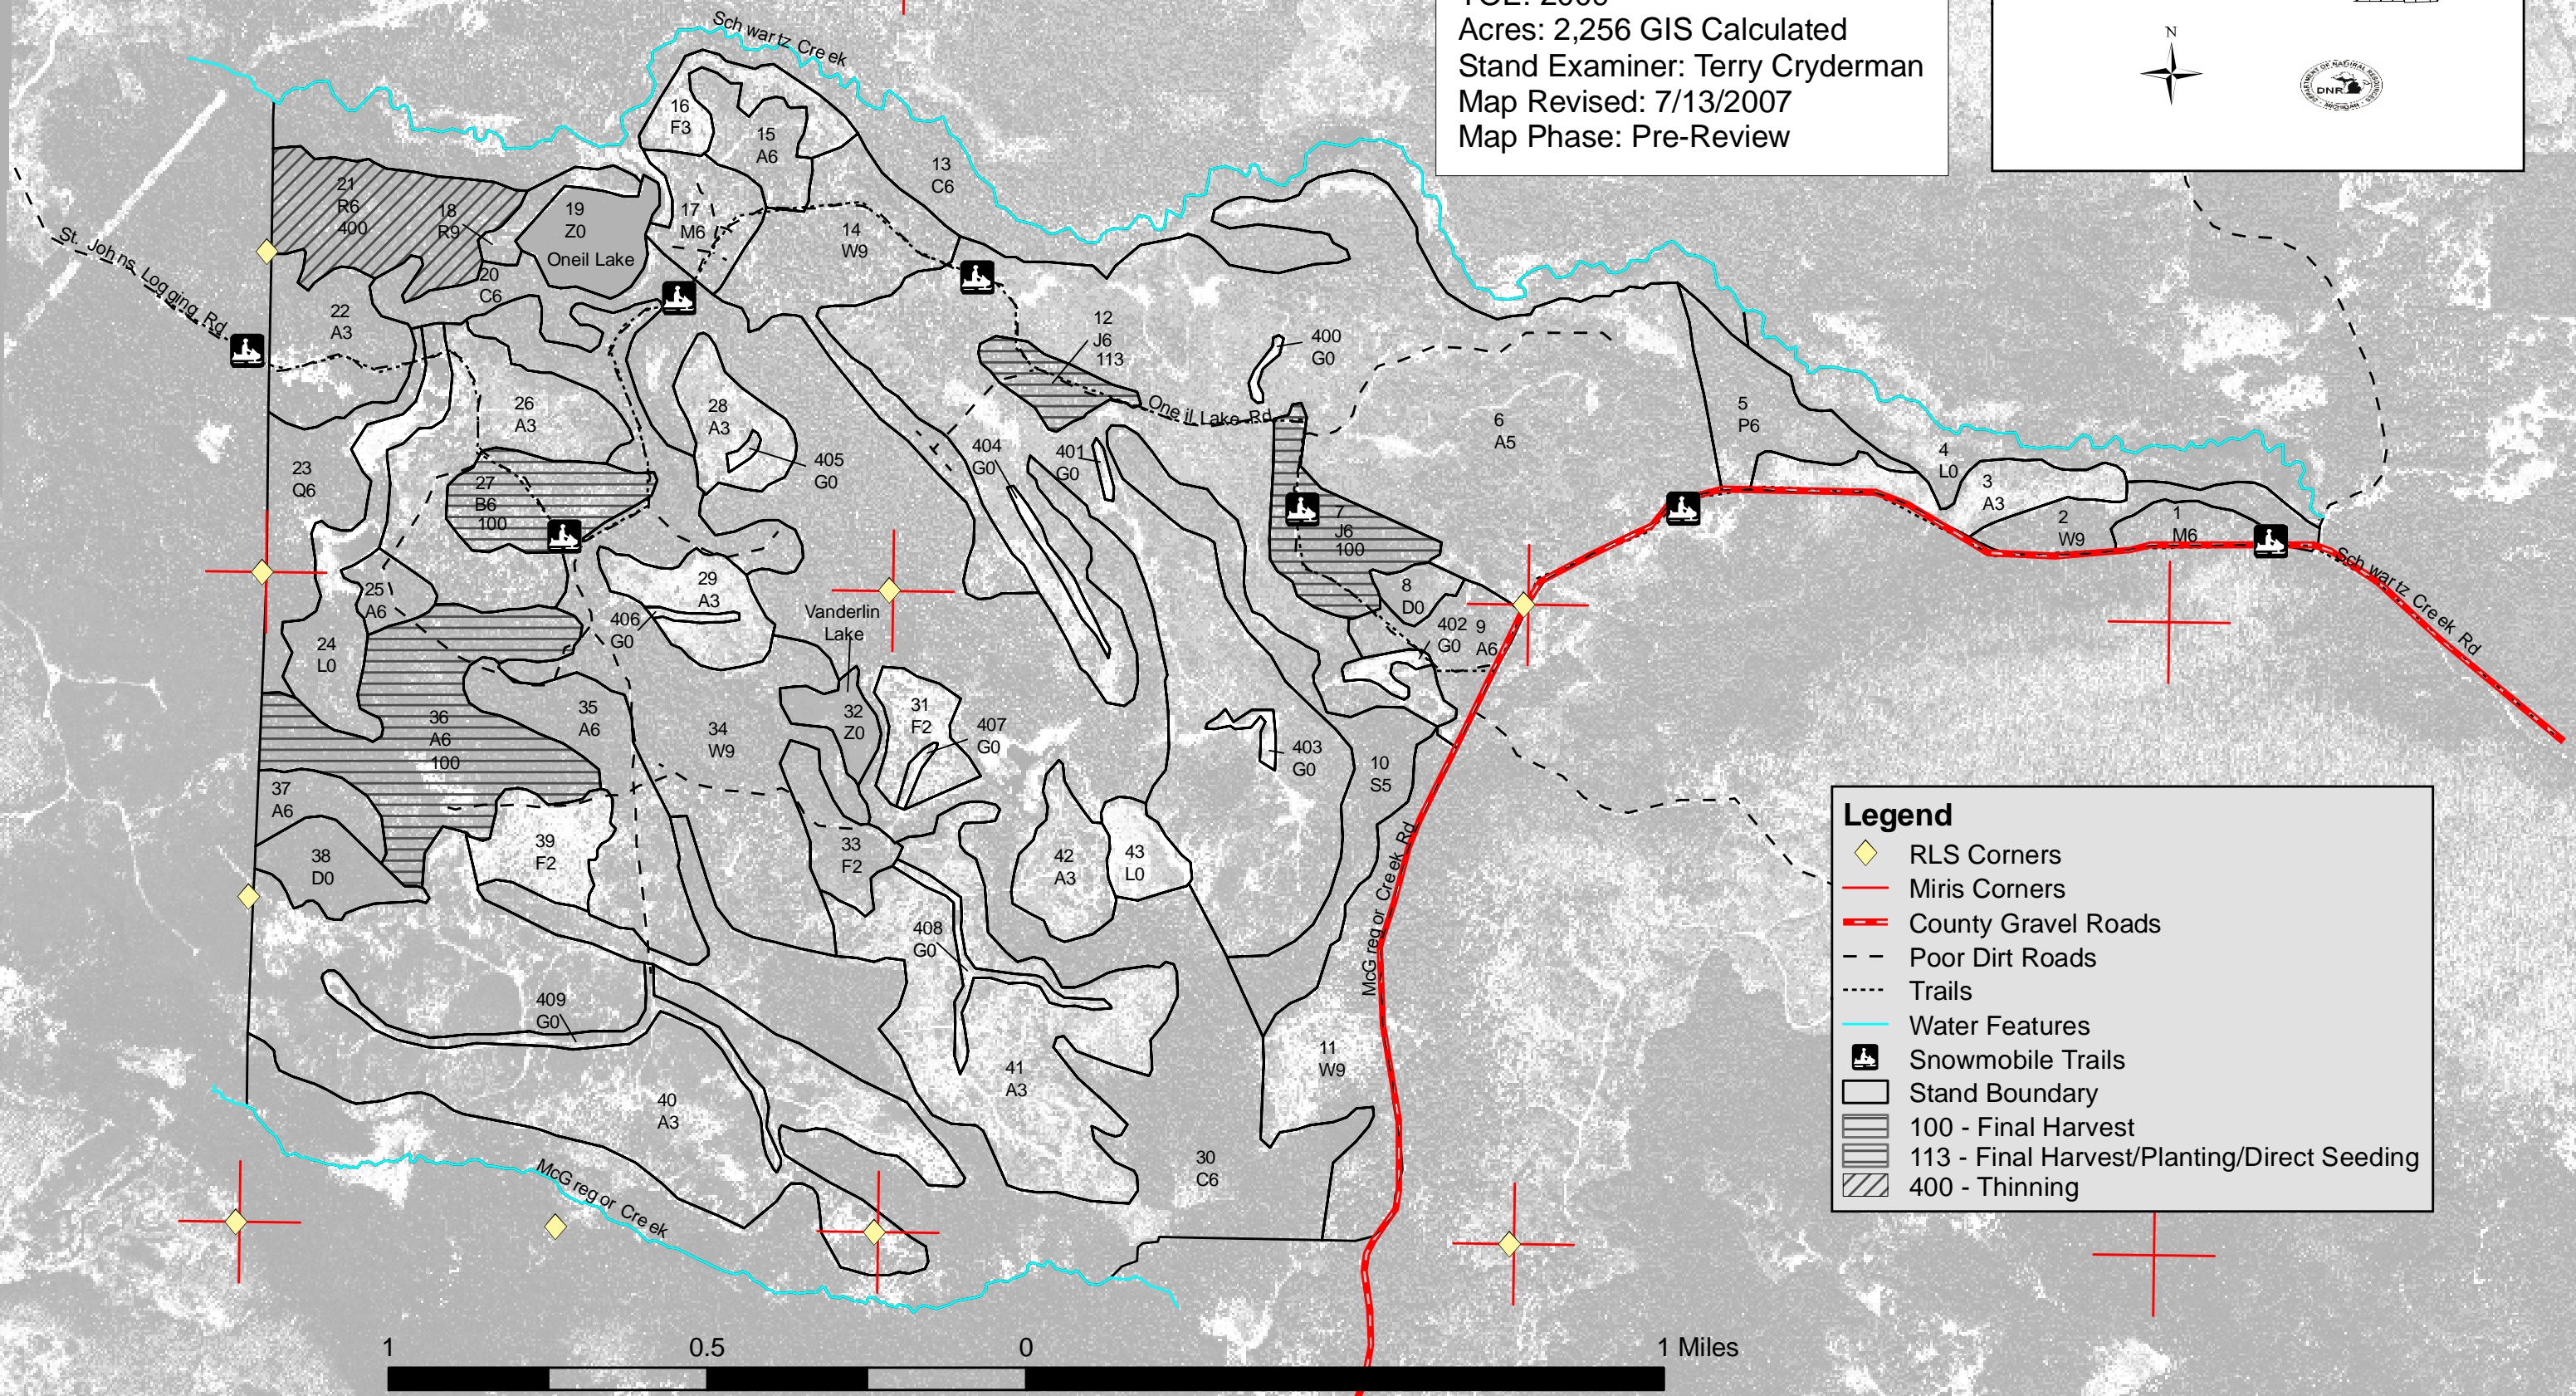 Acres: 2,256 GIS Calculated
Stand Examiner: Terry Cryderman
Map Revised: 7/13/2007
Map Phase: Pre-Review
N
DEPARTMENT OF NATURAL RESOURCES
DNR
MICHIGAN
Schwartz Creek
16
F3
15
A6
13
C6
21
R6
400
18
R9
19
Z0
Oneil Lake
17
M6
14
W9
20
C6
St. Johns Logging Rd
22
A3
12
J6
113
400
G0
26
A3
28
A3
405
G0
404
G0
401
G0
Oneil Lake Rd
6
A5
5
P6
4
L0
3
A3
2
W9
1
M6
Schwartz Creek Rd
23
Q6
27
B6
100
7
J6
100
8
D0
402
G0
9
A6
25
A6
29
A3
406
G0
Vanderlin
Lake
24
L0
36
A6
100
35
A6
34
W9
32
Z0
31
F2
407
G0
403
G0
10
S5
37
A6
38
D0
39
F2
33
F2
42
A3
43
L0
McGregor Creek Rd
408
G0
409
G0
41
A3
11
W9
40
A3
30
C6
McGregor Creek
Legend
RLS Corners
Miris Corners
County Gravel Roads
Poor Dirt Roads
Trails
Water Features
Snowmobile Trails
Stand Boundary
100 - Final Harvest
113 - Final Harvest/Planting/Direct Seeding
400 - Thinning
1 0.5 0 1 Miles